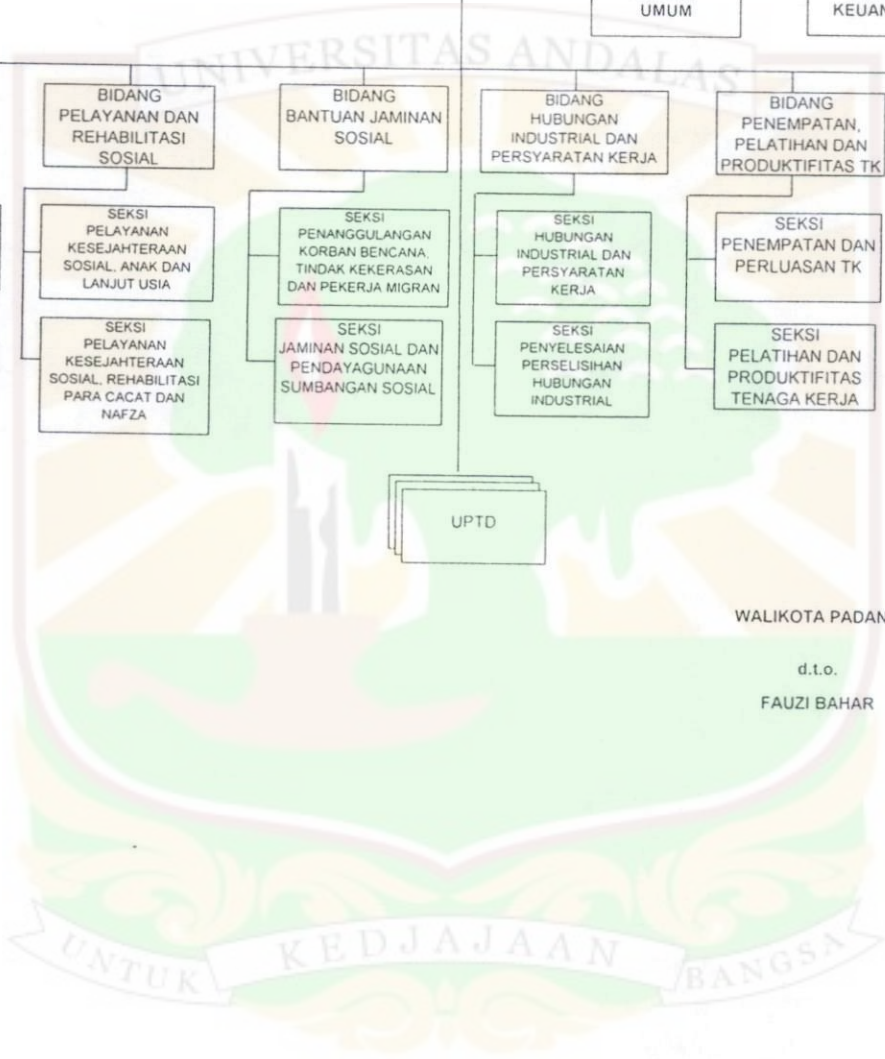 UMUM
UNIVERSITAS ANDALAS
BIDANG
PELAYANAN DAN
REHABILITASI
SOSIAL
BIDANG
BANTUAN JAMINAN
SOSIAL
BIDANG
HUBUNGAN
INDUSTRIAL DAN
PERSYARATAN KERJA
BIDANG
PENEMPATAN,
PELATIHAN DAN
PRODUKTIFITAS TK
SEKSI
PELAYANAN
KESEJAHTERAAN
SOSIAL, ANAK DAN
LANJUT USIA
SEKSI
PENANGGULANGAN
KORBAN BENCANA,
TINDAK KEKERASAN
DAN PEKERJA MIGRAN
SEKSI
HUBUNGAN
INDUSTRIAL DAN
PERSYARATAN
KERJA
SEKSI
PENEMPATAN DAN
PERLUASAN TK
SEKSI
PELAYANAN
KESEJAHTERAAN
SOSIAL, REHABILITASI
PARA CACAT DAN
NAFZA
SEKSI
JAMINAN SOSIAL DAN
PENDAYAGUNAAN
SUMBANGAN SOSIAL
SEKSI
PENYELESAIAN
PERSELISIHAN
HUBUNGAN
INDUSTRIAL
SEKSI
PELATIHAN DAN
PRODUKTIFITAS
TENAGA KERJA
UPTD
WALIKOTA PADAN
d.t.o.
FAUZI BAHAR
UNTUK KEDJAJAAN BANGSA